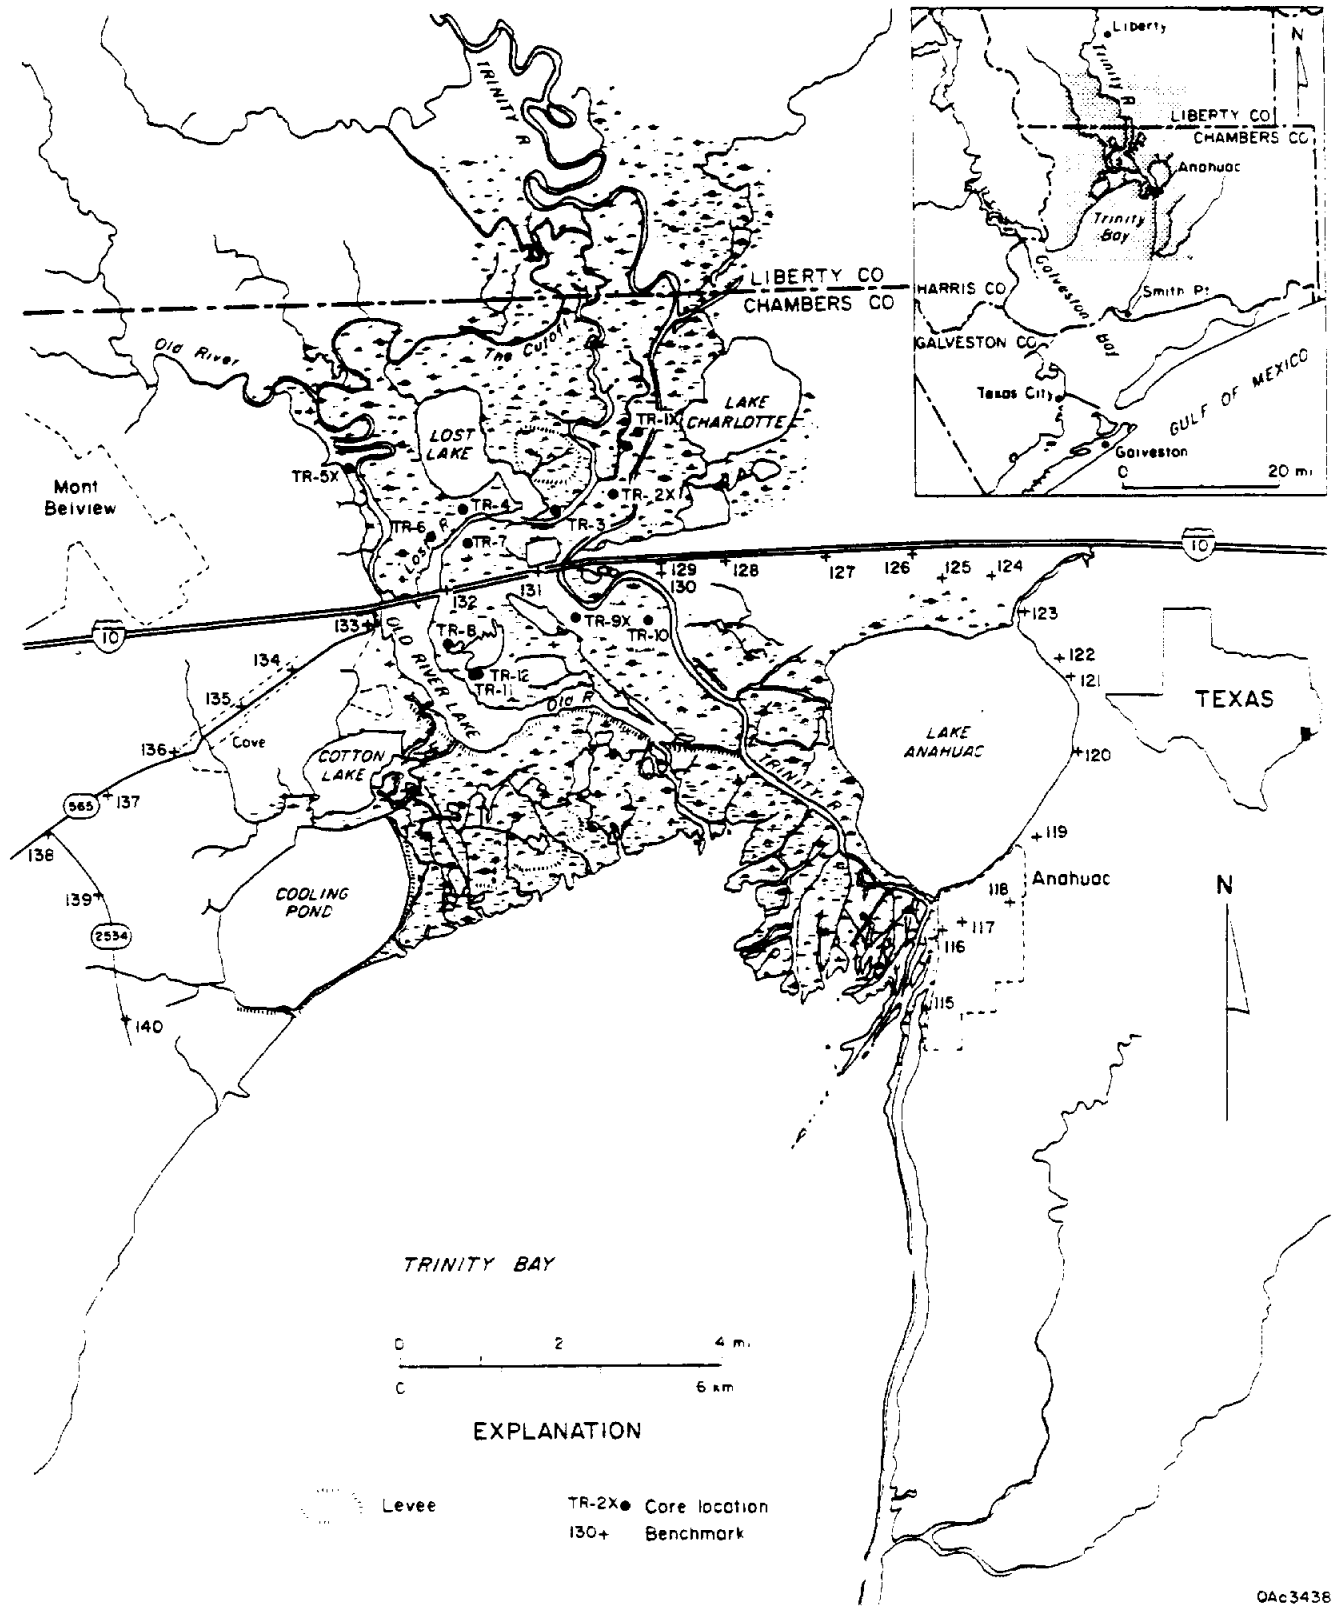 TRINITY R
Liberty
Trinity R
N
LIBERTY CO
CHAMBERS CO
Anahuac
Trinity
Bay
Galveston Bay
HARRIS CO
Smith Pt
GALVESTON CO
Texas City
GULF OF MEXICO
Galveston
0 20 mi
LIBERTY CO
CHAMBERS CO
Old River
The Cutoff
LAKE
CHARLOTTE
LOST
LAKE
TR-1X
TR-5X
Mont
Belview
TR-2X
TR-4
TR-3
TR-6
Lost R
TR-7
10
129
130
128
127
126
125
124
131
132
123
133
10
TR-9X
TR-10
TR-8
OLD RIVER LAKE
134
122
121
TR-12
TR-11
Old R
135
TEXAS
LAKE
ANAHUAC
136
Cove
COTTON
LAKE
120
TRINITY R
565
137
119
138
Anahuac
139
COOLING
POND
118
N
117
2534
116
115
140
TRINITY BAY
0 2 4 mi.
0 6 km
EXPLANATION
Levee
TR-2X Core location
130+ Benchmark
QAc3438